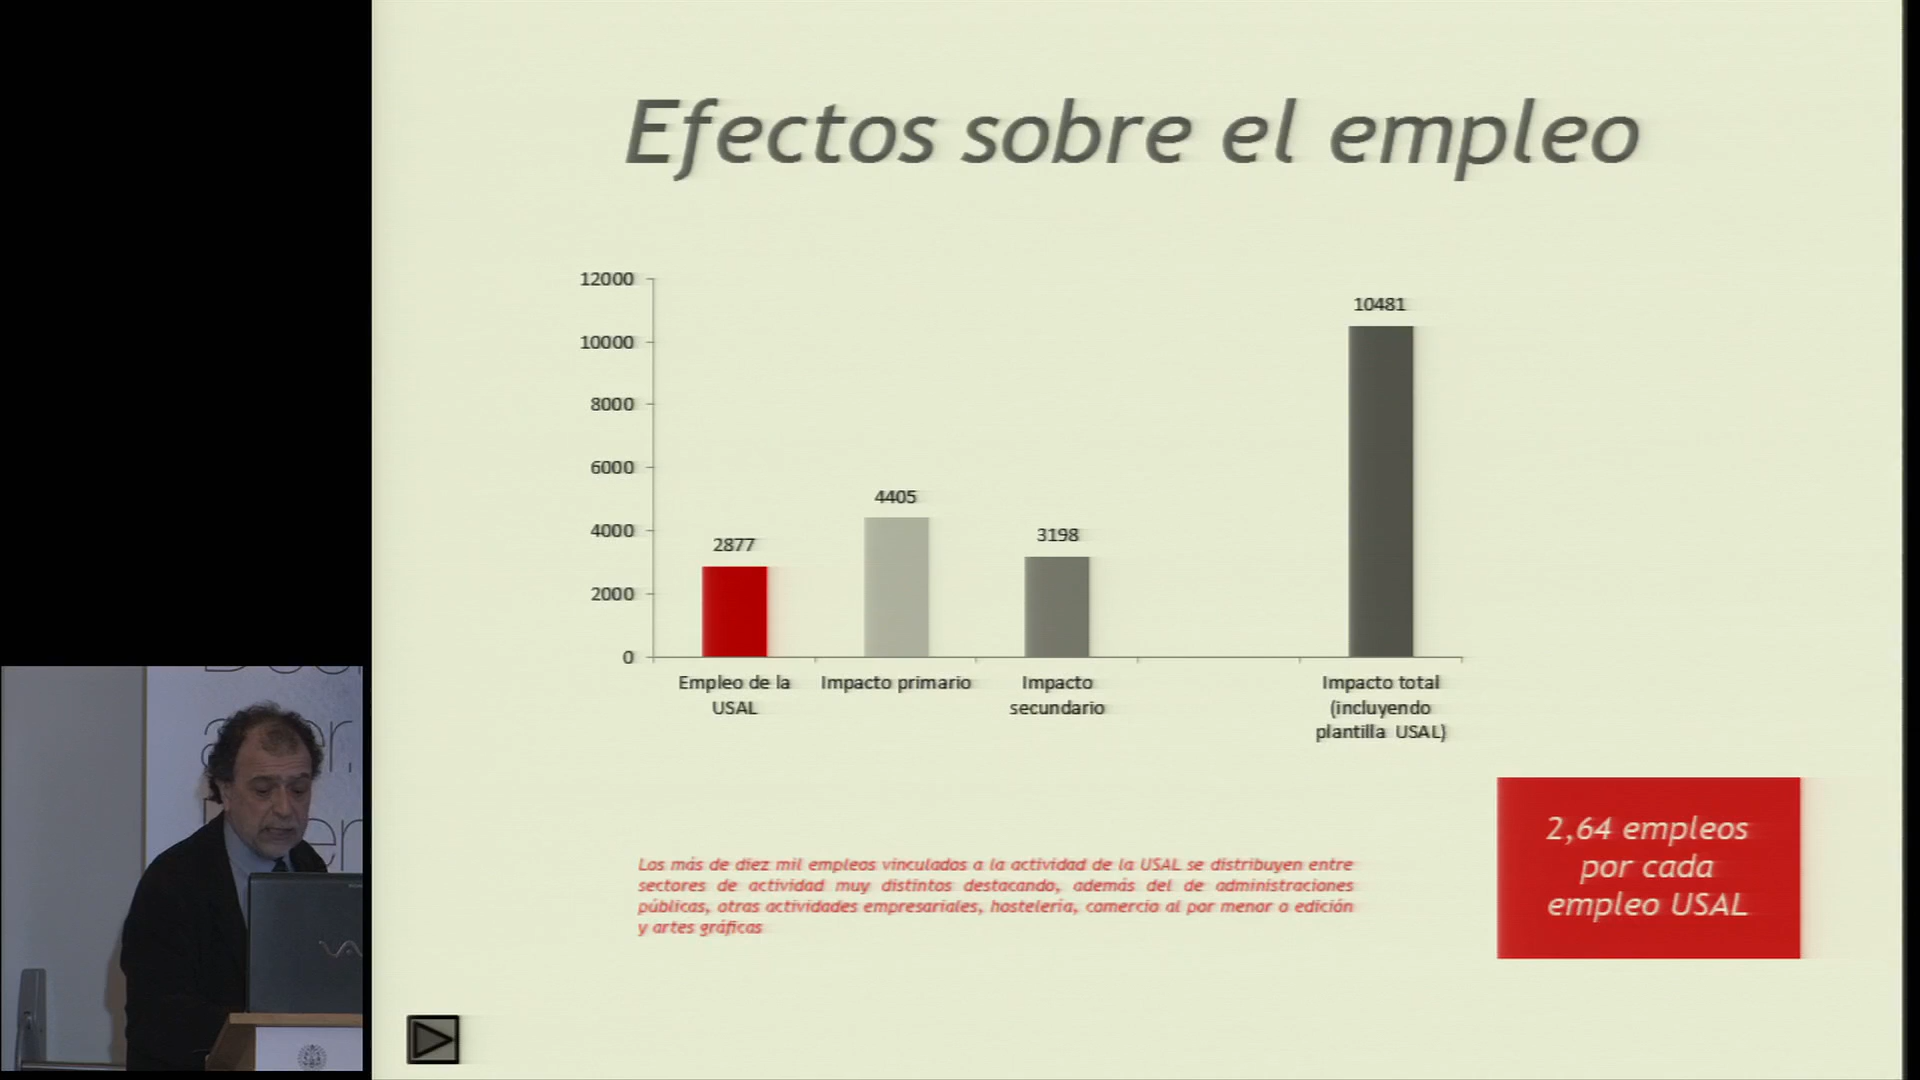 Efectos sobre el empleo
12000
10000
8000
6000
4000
2000
0
2877
4405
3198
10481
Empleo de la
USAL
Impacto primario
Impacto
secundario
Impacto total
(incluyendo
plantilla USAL)
Los más de diez mil empleos vinculados a la actividad de la USAL se distribuyen entre
sectores de actividad muy distintos destacando, además del de administraciones
públicas, otras actividades empresariales, hostelería, comercio al por menor o edición
y artes gráficas
2,64 empleos
por cada
empleo USAL